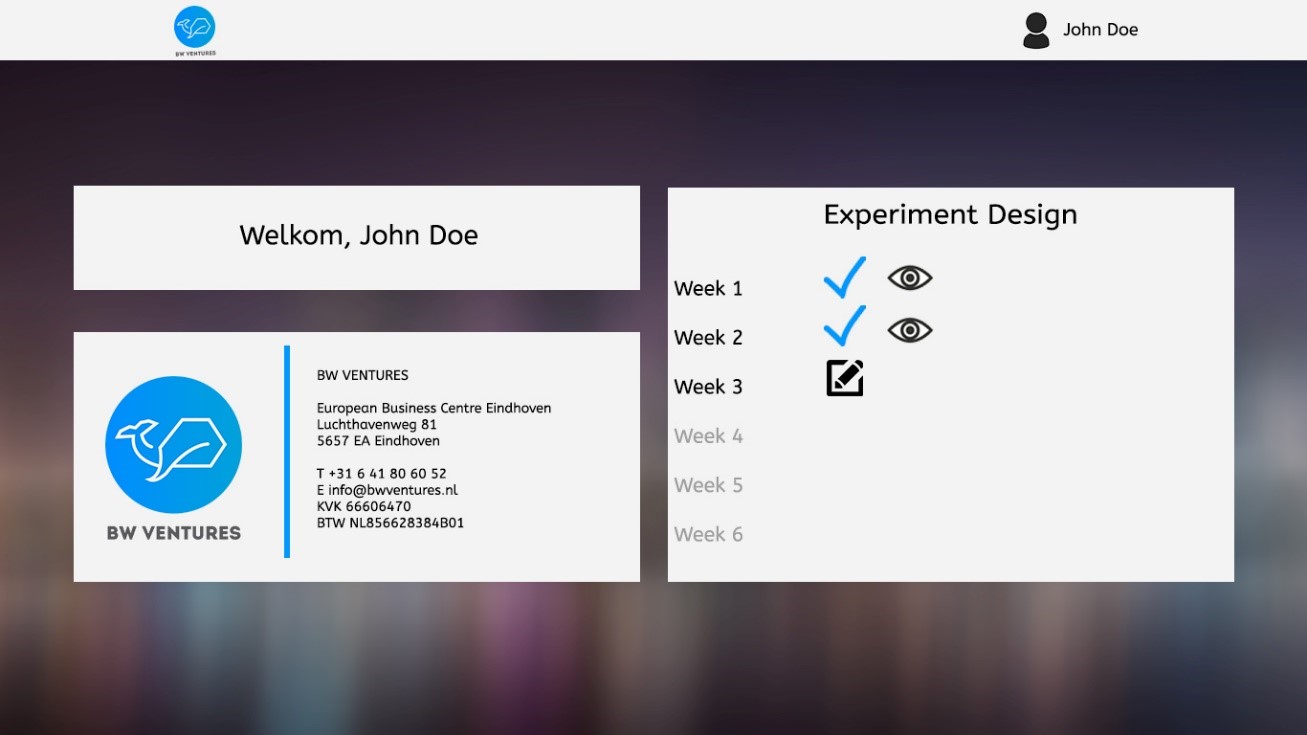 BW VENTURES
John Doe
Welkom, John Doe
BW VENTURES
BW VENTURES
European Business Centre Eindhoven
Luchthavenweg 81
5657 EA Eindhoven
T +31 6 41 80 60 52
E info@bwventures.nl
KVK 66606470
BTW NL856628384B01
Experiment Design
Week 1
Week 2
Week 3
Week 4
Week 5
Week 6